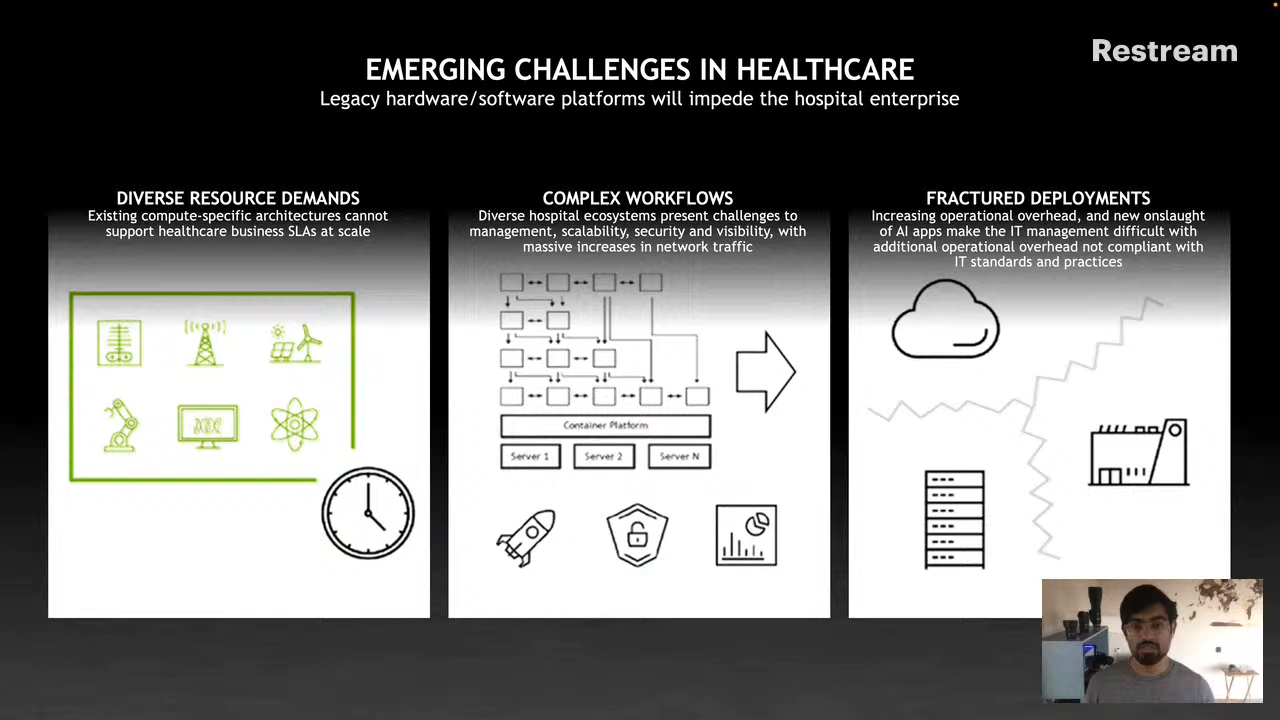 Restream
EMERGING CHALLENGES IN HEALTHCARE
Legacy hardware/software platforms will impede the hospital enterprise
DIVERSE RESOURCE DEMANDS
Existing compute-specific architectures cannot
support healthcare business SLAs at scale
COMPLEX WORKFLOWS
Diverse hospital ecosystems present challenges to
management, scalability, security and visibility, with
massive increases in network traffic
Container Platform
Server 1
Server 2
Server N
FRACTURED DEPLOYMENTS
Increasing operational overhead, and new onslaught
of AI apps make the IT management difficult with
additional operational overhead not compliant with
IT standards and practices